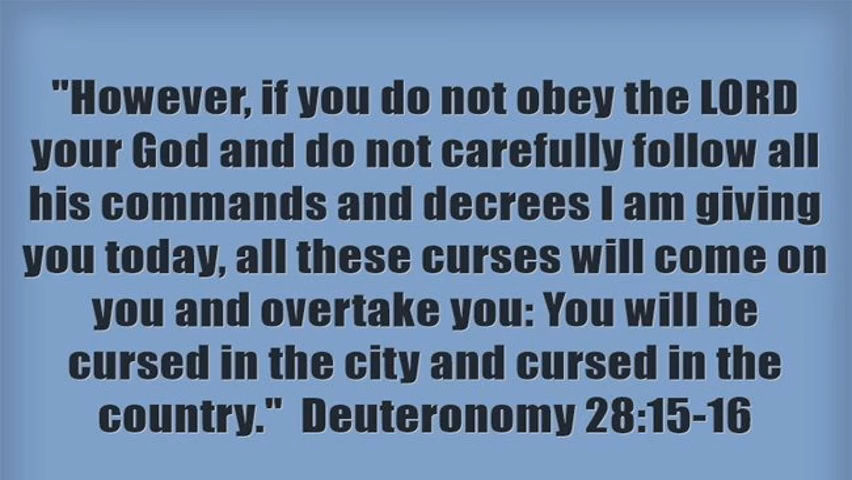 "However, if you do not obey the LORD
your God and do not carefully follow all
his commands and decrees I am giving
you today, all these curses will come on
you and overtake you: You will be
cursed in the city and cursed in the
country."  Deuteronomy 28:15-16